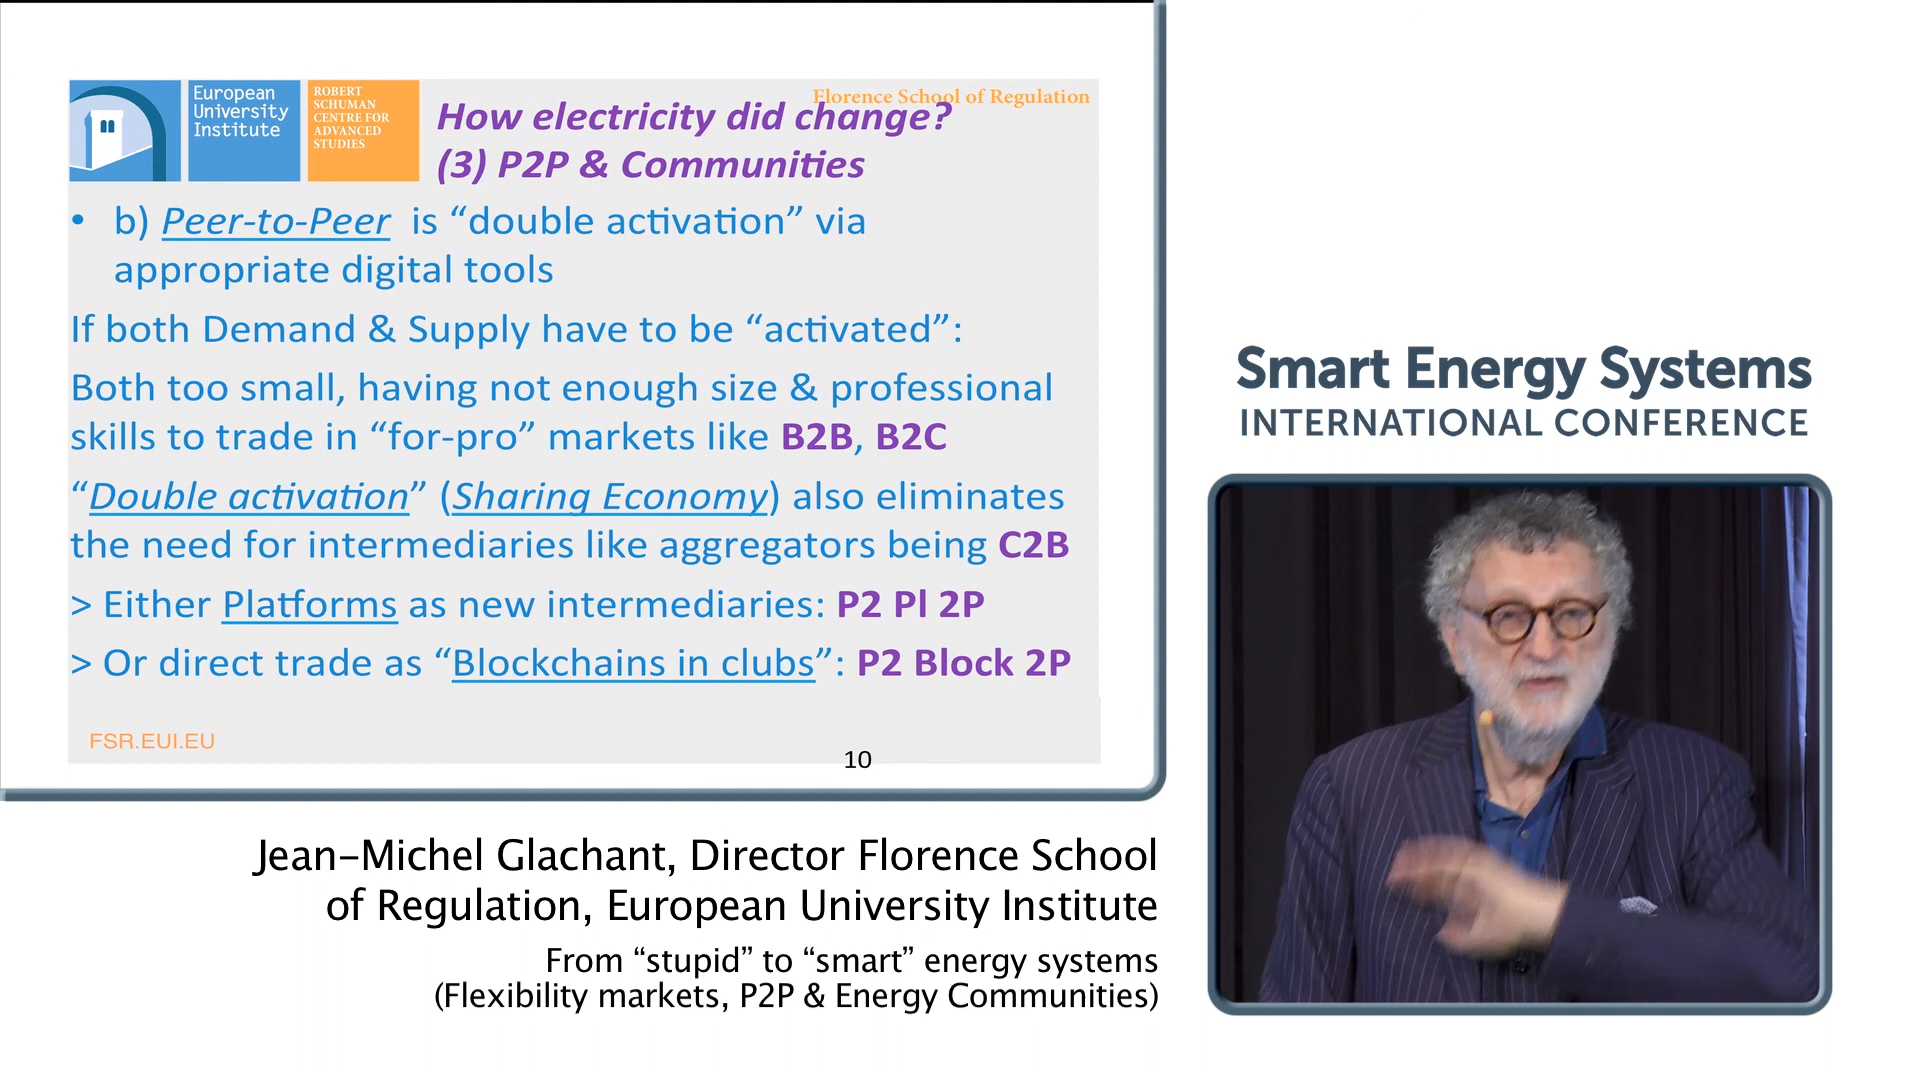 European
University
Institute
ROBERT
SCHUMAN
CENTRE FOR
ADVANCED
STUDIES
Florence School of Regulation
How electricity did change?
(3) P2P & Communities
• b) Peer-to-Peer is “double activation” via
appropriate digital tools
If both Demand & Supply have to be “activated”:
Both too small, having not enough size & professional
skills to trade in “for-pro” markets like B2B, B2C
“Double activation” (Sharing Economy) also eliminates
the need for intermediaries like aggregators being C2B
> Either Platforms as new intermediaries: P2 Pl 2P
> Or direct trade as “Blockchains in clubs”: P2 Block 2P
FSR.EUI.EU
10
Smart Energy Systems
INTERNATIONAL CONFERENCE
Jean-Michel Glachant, Director Florence School
of Regulation, European University Institute
From “stupid” to “smart” energy systems
(Flexibility markets, P2P & Energy Communities)